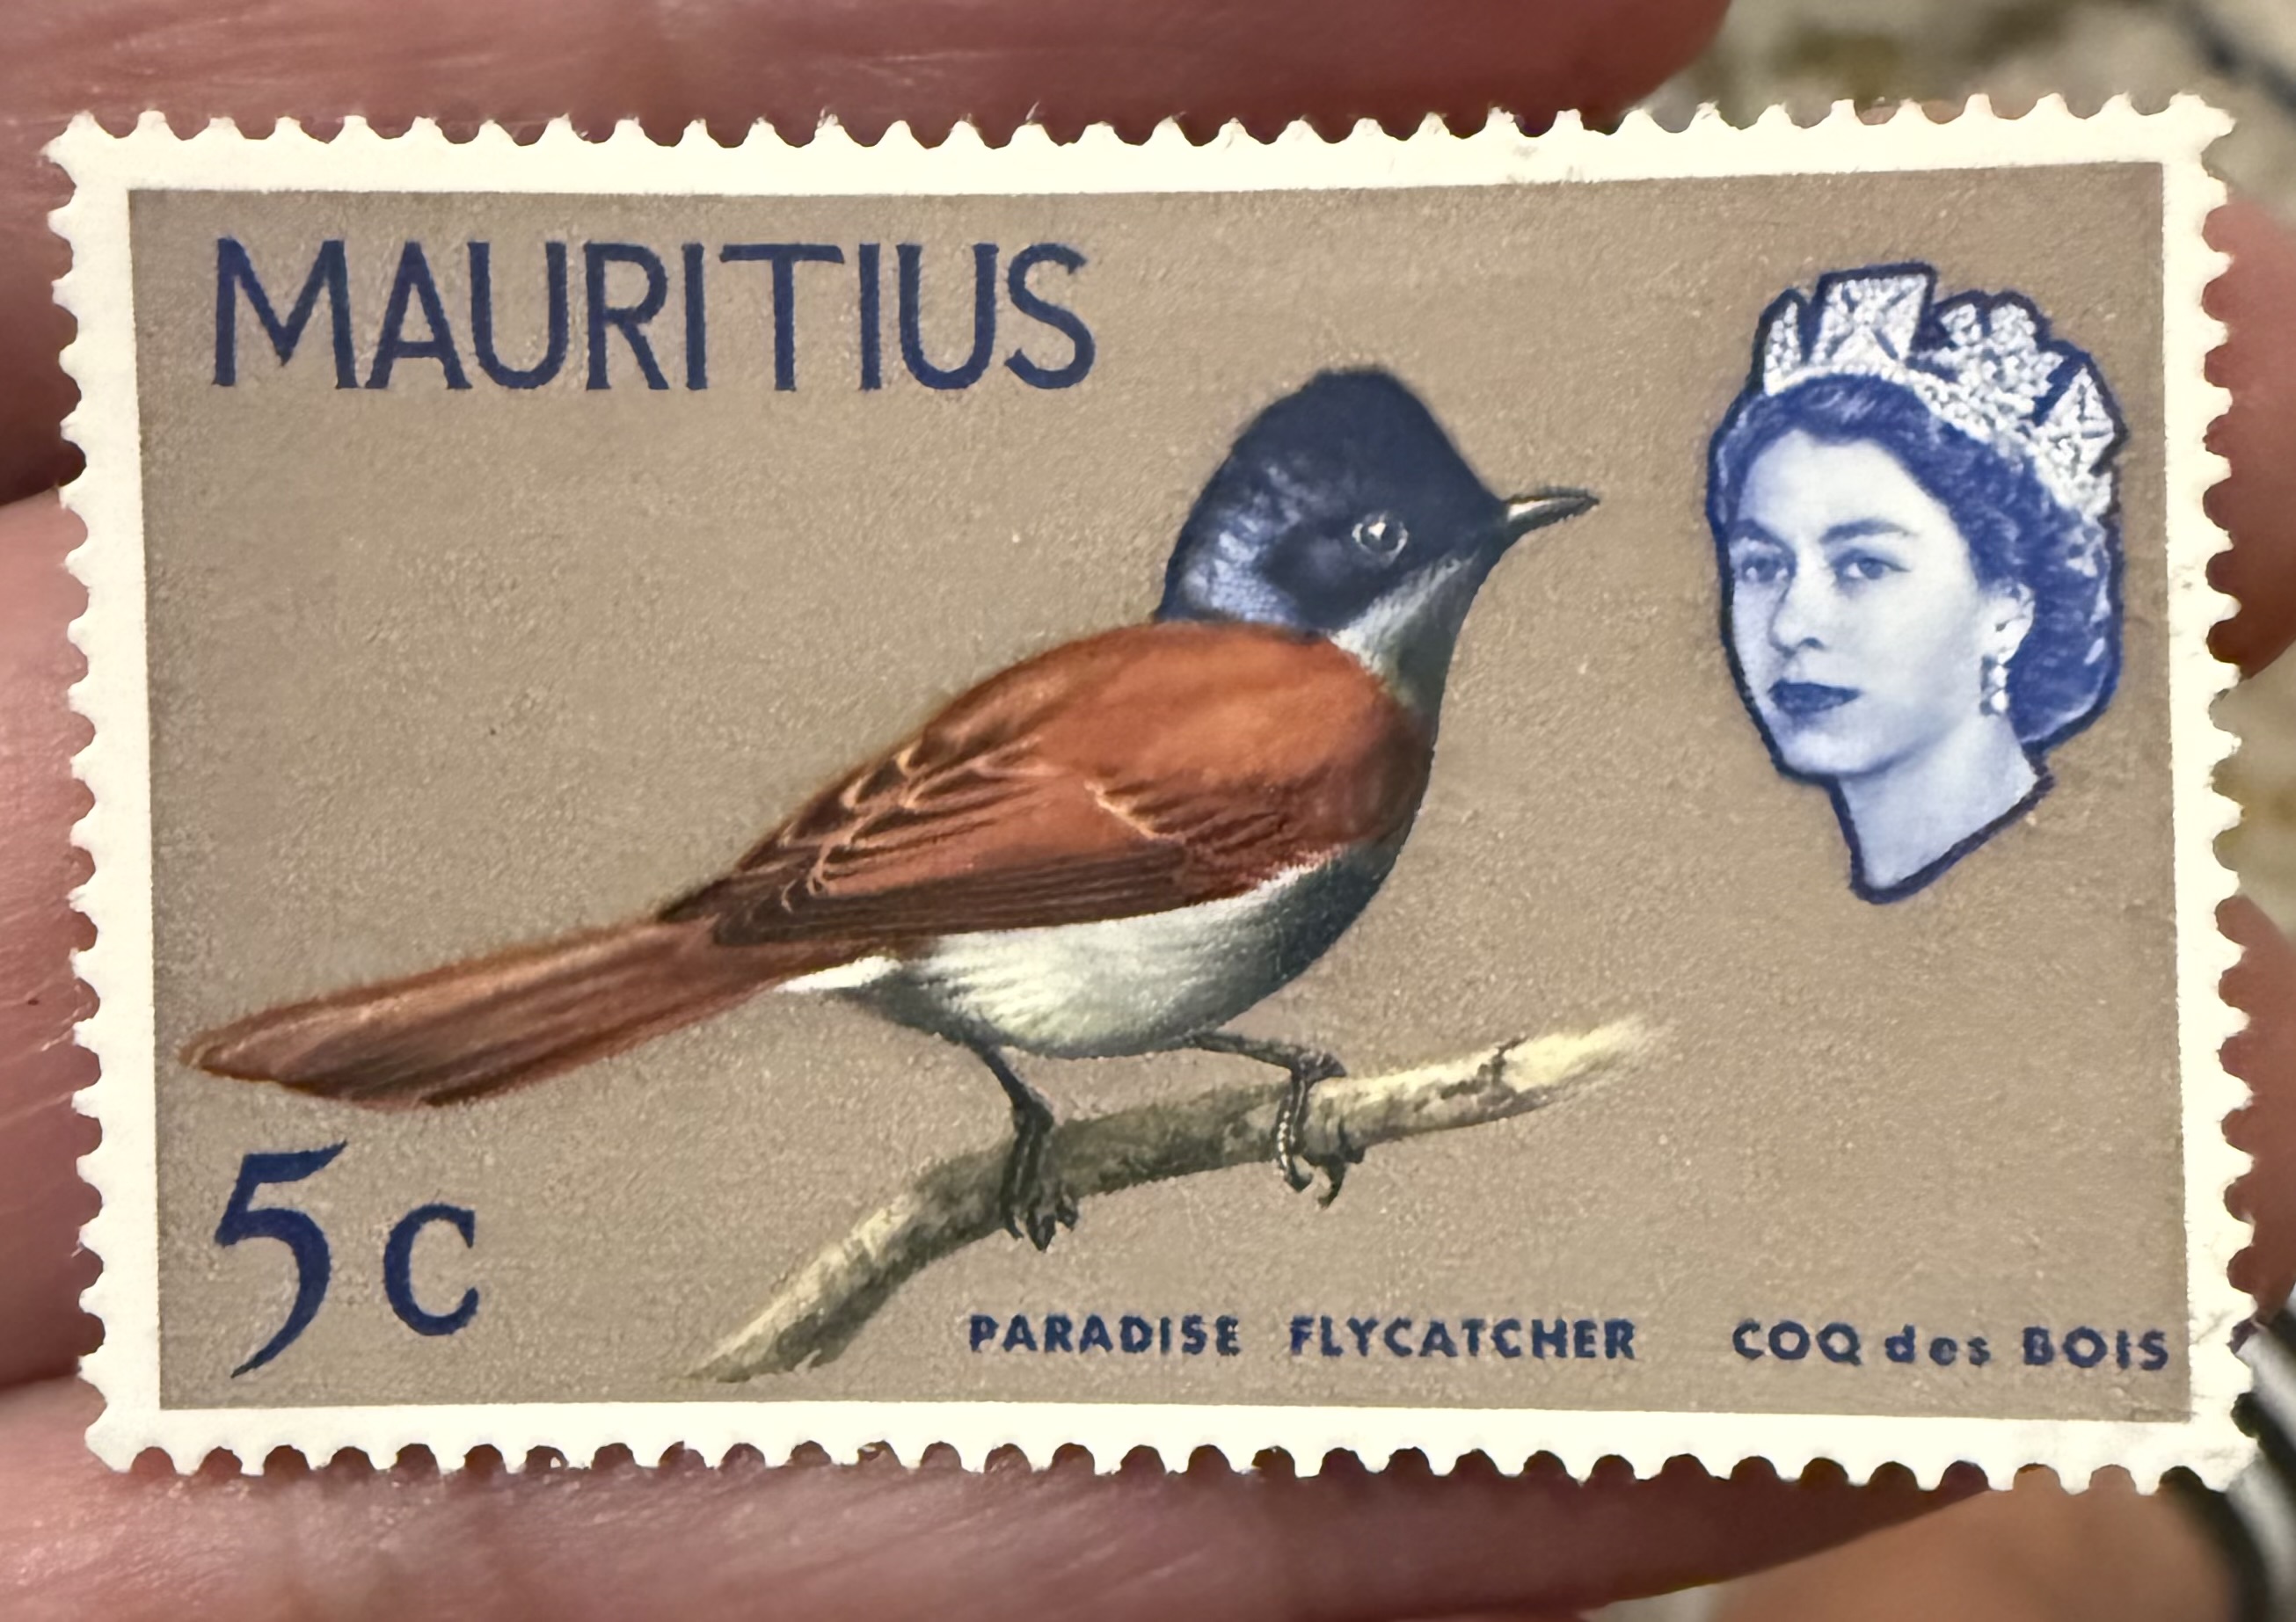 MAURITIUS
5c
PARADISE FLYCATCHER COQ des BOIS